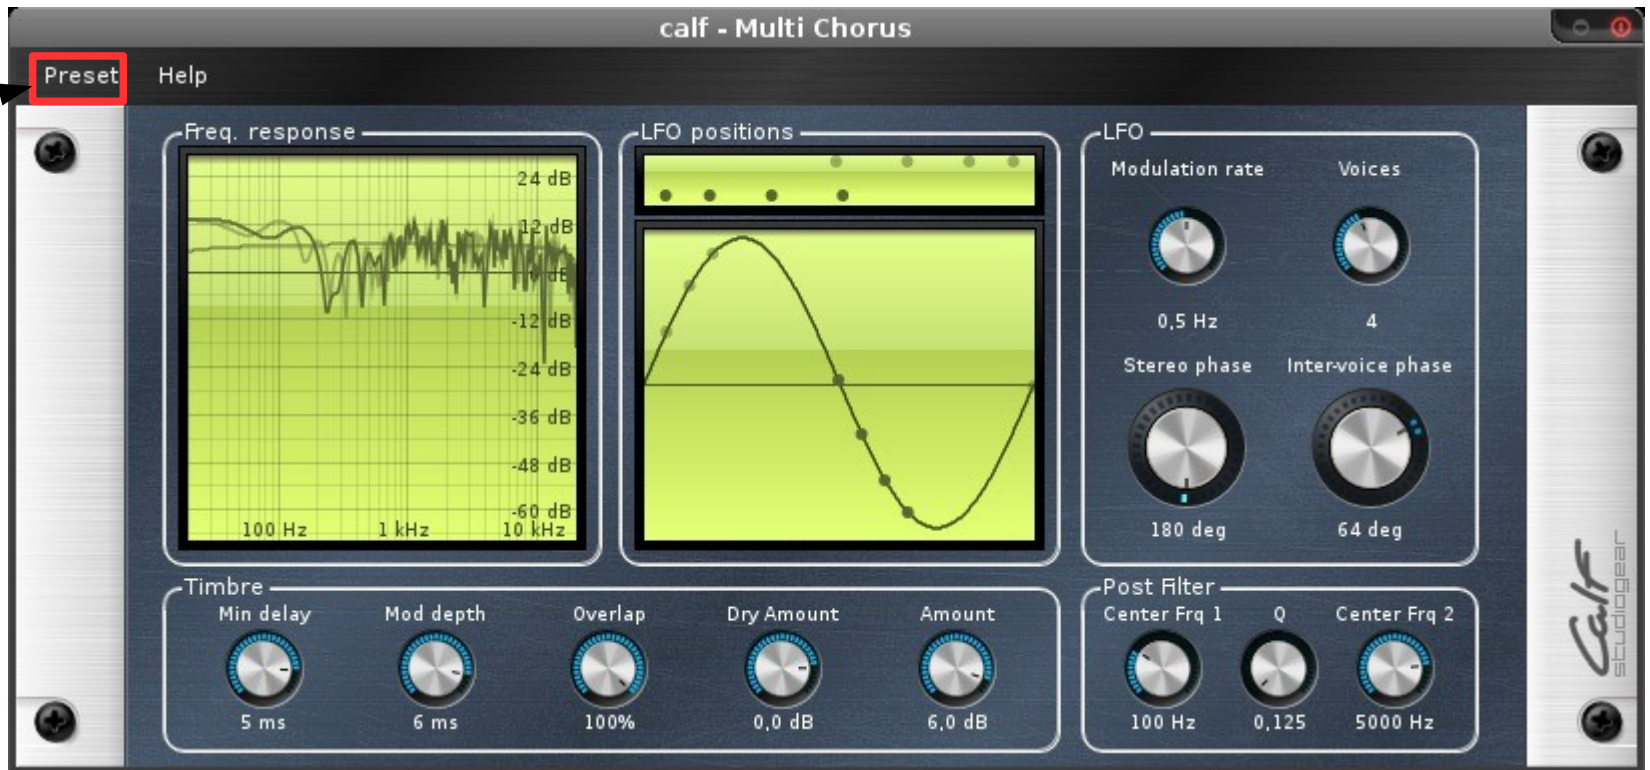 calf - Multi Chorus
Preset Help
Freq. response
24 dB
12 dB
0 dB
-12 dB
-24 dB
-36 dB
-48 dB
-60 dB
100 Hz 1 kHz 10 kHz
LFO positions
LFO
Modulation rate Voices
0,5 Hz 4
Stereo phase Inter-voice phase
180 deg 64 deg
Timbre
Min delay Mod depth Overlap Dry Amount Amount
5 ms 6 ms 100% 0,0 dB 6,0 dB
Post Filter
Center Frq 1 Q Center Frq 2
100 Hz 0,125 5000 Hz
Calf
studiogear